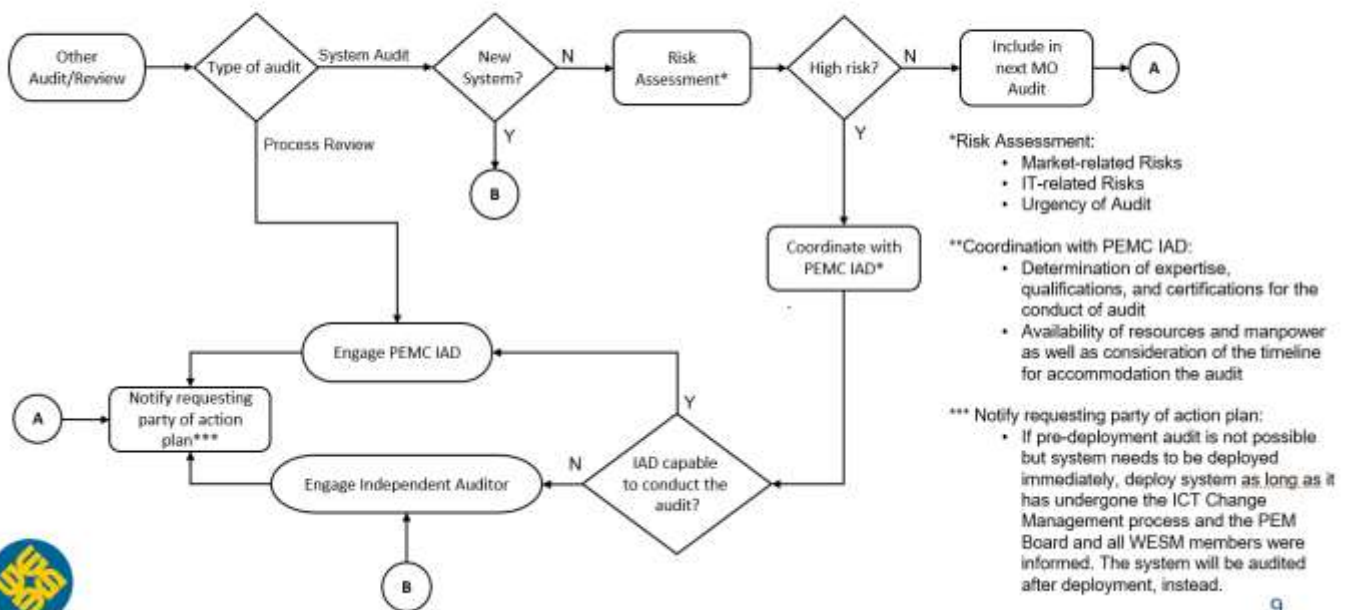 Other
Audit/Review
Type of audit
System Audit
New
System?
N
Risk
Assessment*
High risk?
N
Include in
next MO
Audit
A
Y
B
Process Review
Y
Coordinate with
PEMC IAD*
*Risk Assessment:
• Market-related Risks
• IT-related Risks
• Urgency of Audit
**Coordination with PEMC IAD:
• Determination of expertise,
qualifications, and certifications for the
conduct of audit
• Availability of resources and manpower
as well as consideration of the timeline
for accommodation the audit
*** Notify requesting party of action plan:
• If pre-deployment audit is not possible
but system needs to be deployed
immediately, deploy system as long as it
has undergone the ICT Change
Management process and the PEM
Board and all WESM members were
informed. The system will be audited
after deployment, instead.
Engage PEMC IAD
A
Notify requesting
party of action
plan***
Y
N
IAD capable
to conduct the
audit?
Engage Independent Auditor
B
9